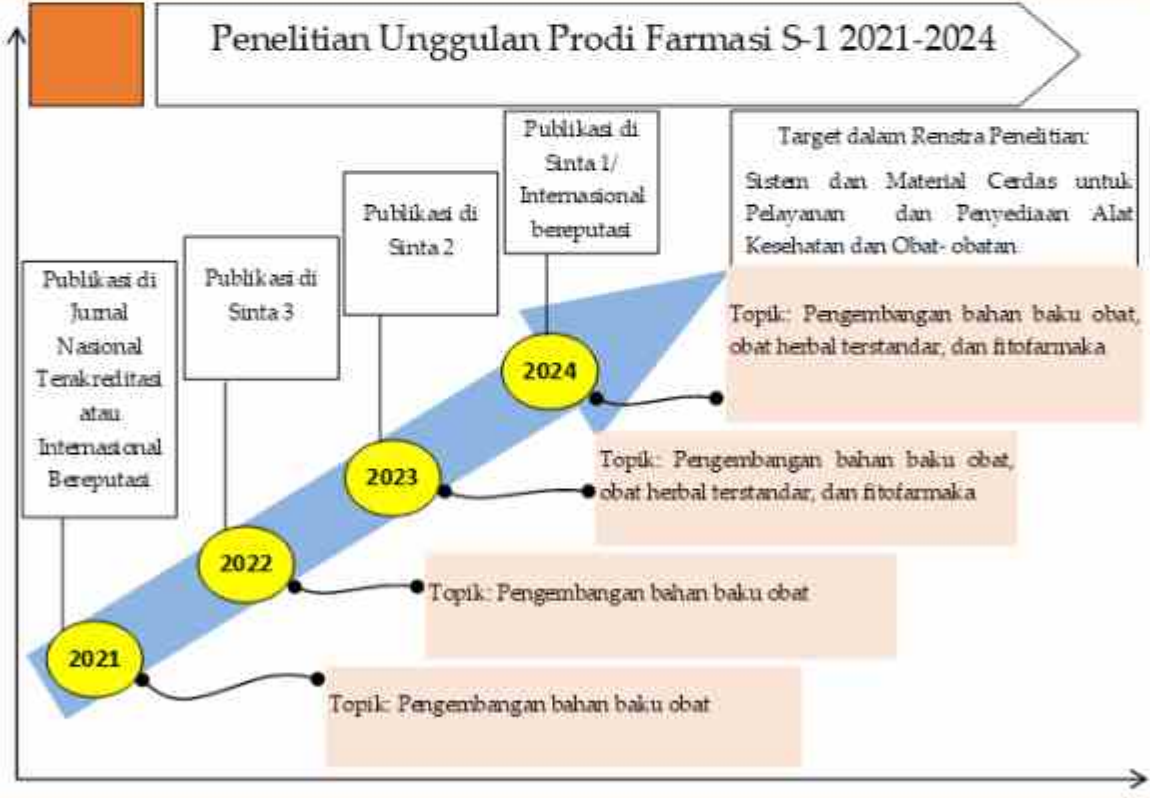 Penelitian Unggulan Prodi Farmasi S-1 2021-2024
Publikasi di
Jurnal
Nasional
Terakreditasi
atau
Internasional
Bereputasi
Publikasi di
Sinta 3
Publikasi di
Sinta 2
Publikasi di
Sinta 1/
Internasional
bereputasi
Target dalam Renstra Penelitian:
Sistem dan Material Cerdas untuk
Pelayanan dan Penyediaan Alat
Kesehatan dan Obat- obatan
2024
Topik: Pengembangan bahan baku obat,
obat herbal terstandar, dan fitofarmaka
2023
Topik: Pengembangan bahan baku obat,
obat herbal terstandar, dan fitofarmaka
2022
Topik: Pengembangan bahan baku obat
2021
Topik: Pengembangan bahan baku obat